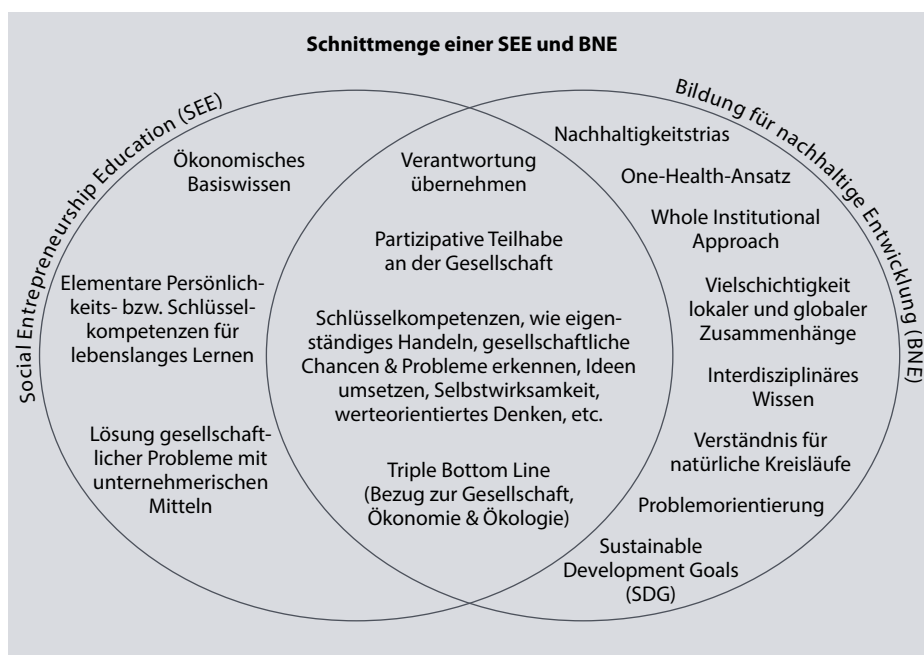 Schnittmenge einer SEE und BNE
Social Entrepreneurship Education (SEE)
Ökonomisches
Basiswissen
Elementare Persönlich-
keits- bzw. Schlüssel-
kompetenzen für
lebenslanges Lernen
Lösung gesellschaft-
licher Probleme mit
unternehmerischen
Mitteln
Verantwortung
übernehmen
Partizipative Teilhabe
an der Gesellschaft
Schlüsselkompetenzen, wie eigen-
ständiges Handeln, gesellschaftliche
Chancen & Probleme erkennen, Ideen
umsetzen, Selbstwirksamkeit,
werteorientiertes Denken, etc.
Triple Bottom Line
(Bezug zur Gesellschaft,
Ökonomie & Ökologie)
Bildung für nachhaltige Entwicklung (BNE)
Nachhaltigkeitstrias
One-Health-Ansatz
Whole Institutional
Approach
Vielschichtigkeit
lokaler und globaler
Zusammenhänge
Interdisziplinäres
Wissen
Verständnis für
natürliche Kreisläufe
Problemorientierung
Sustainable
Development Goals
(SDG)